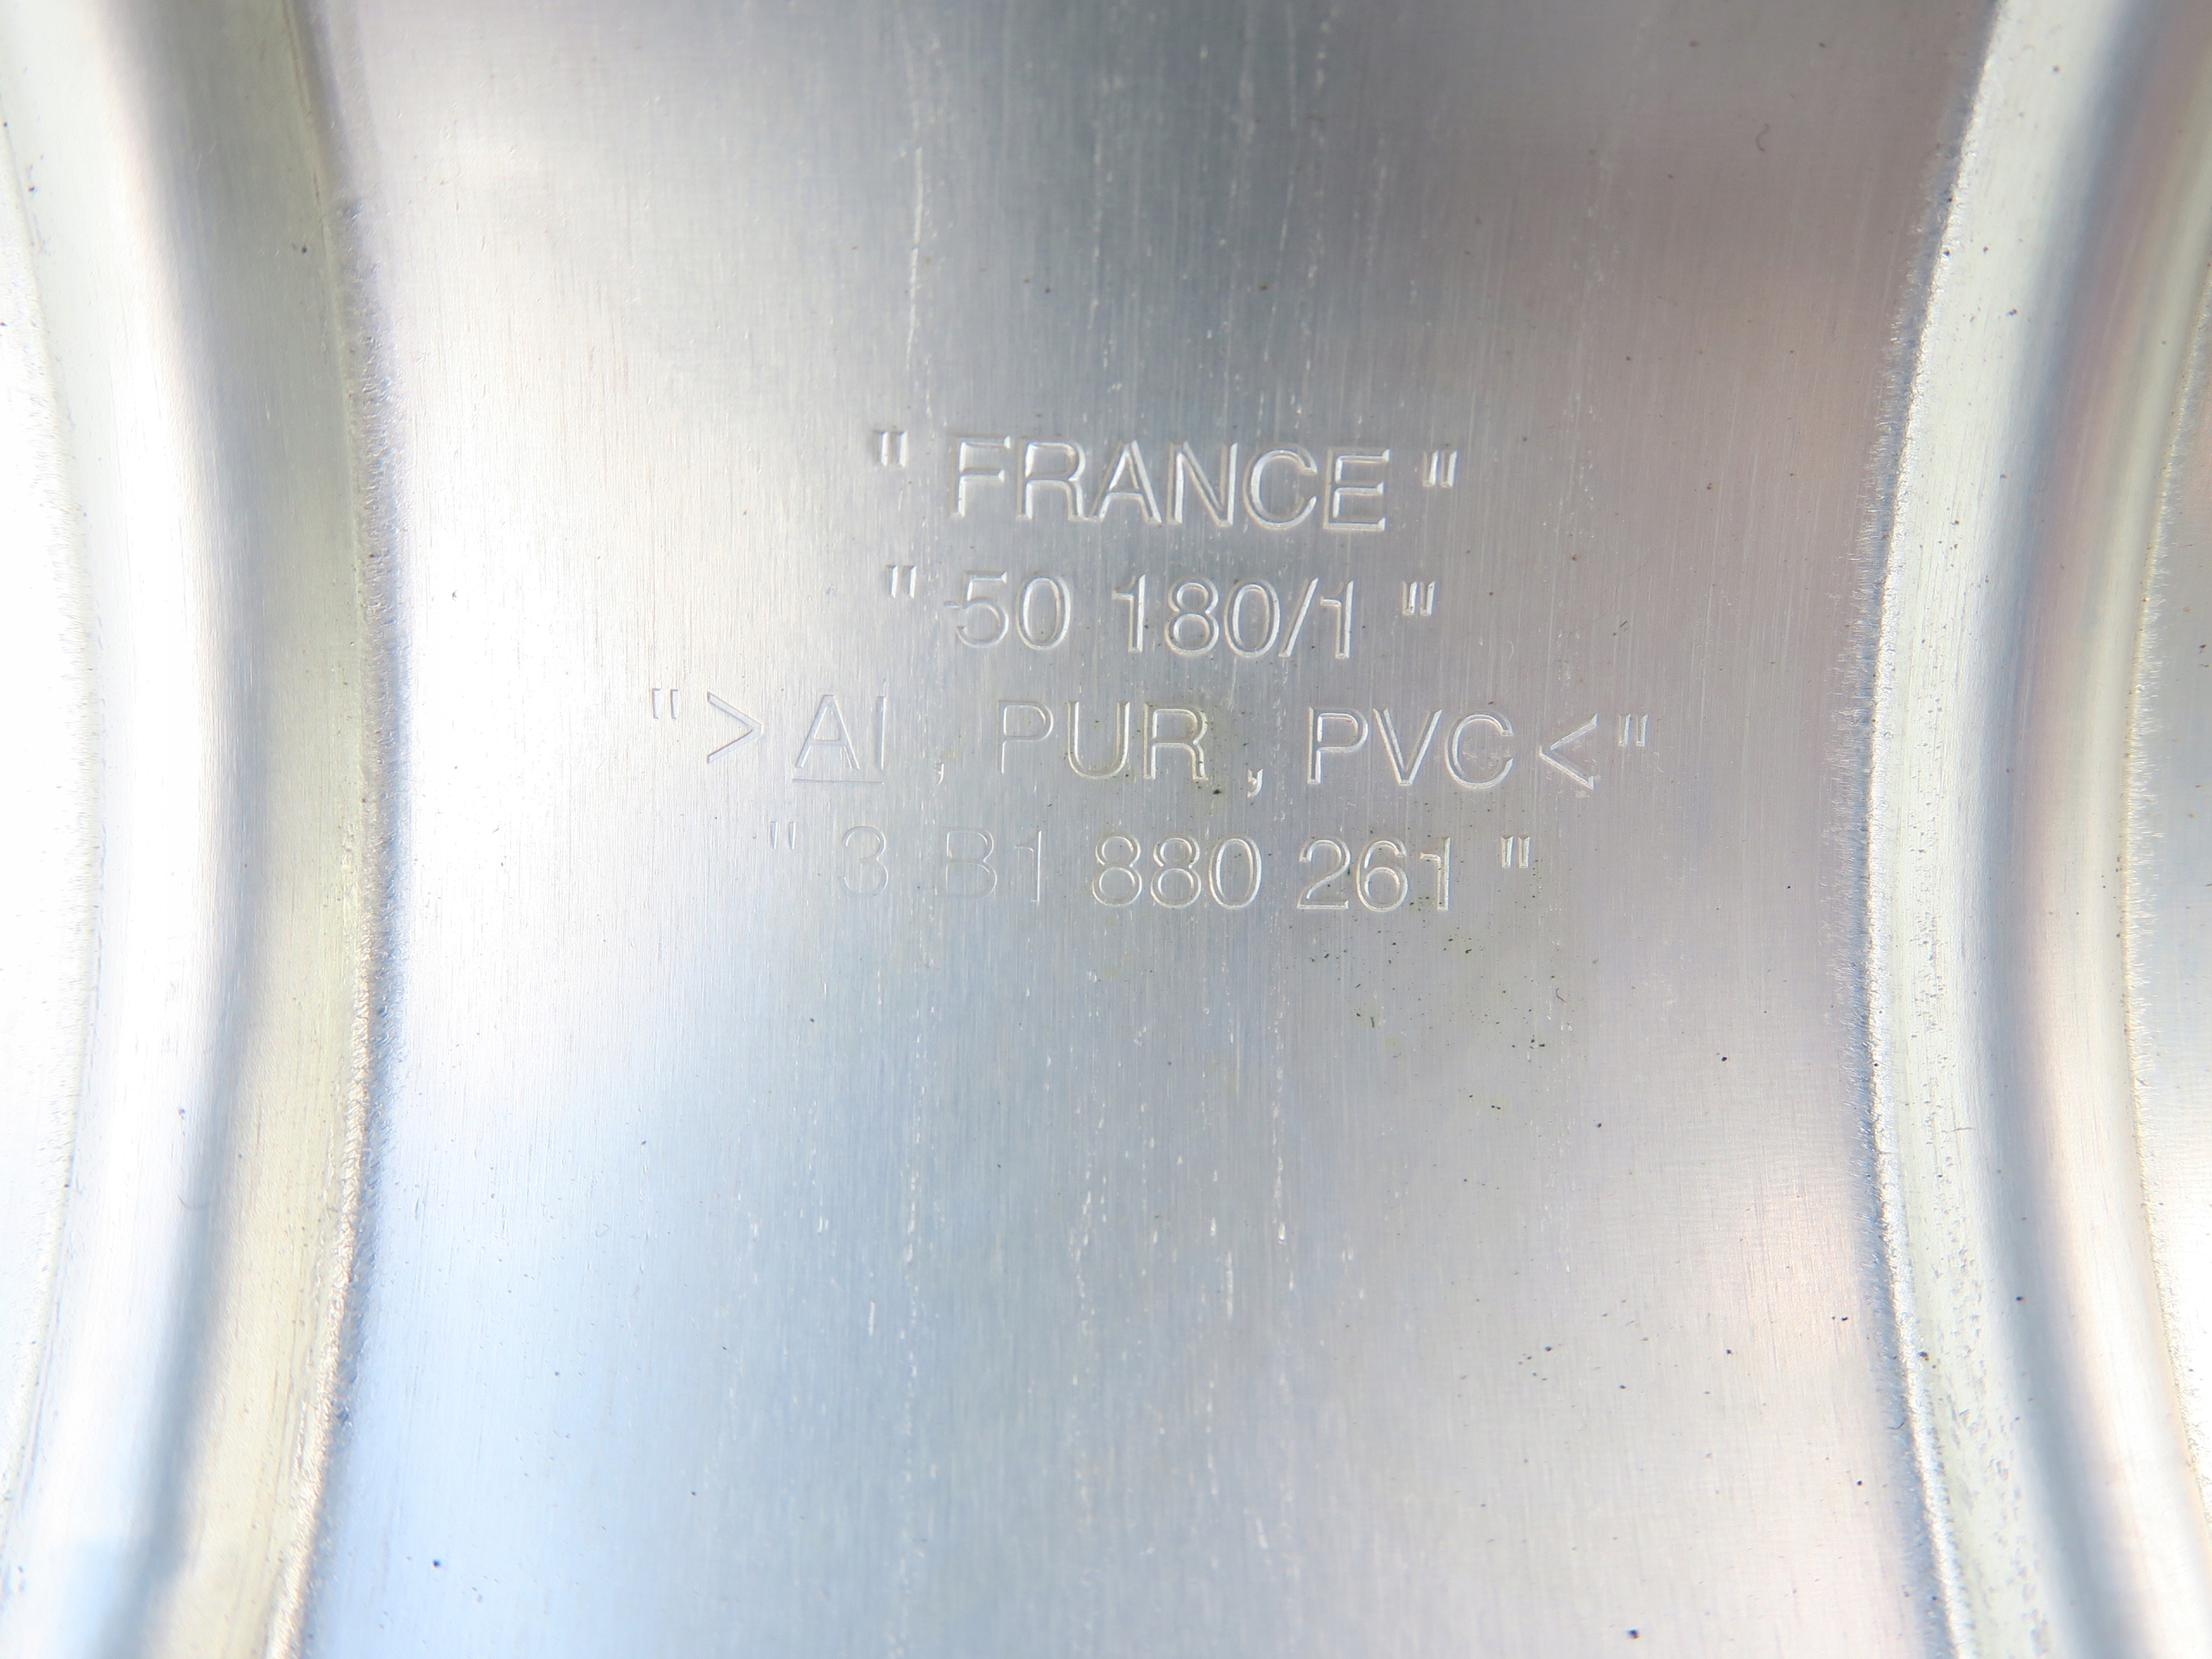 " FRANCE "
" 50 180/1 "
"> Al , PUR , PVC <"
" 3 B1 880 261 "